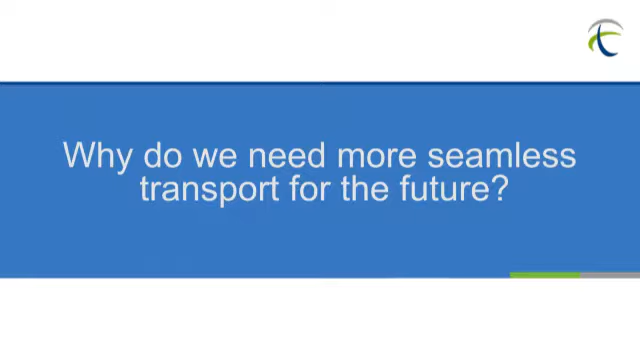 Why do we need more seamless
transport for the future?